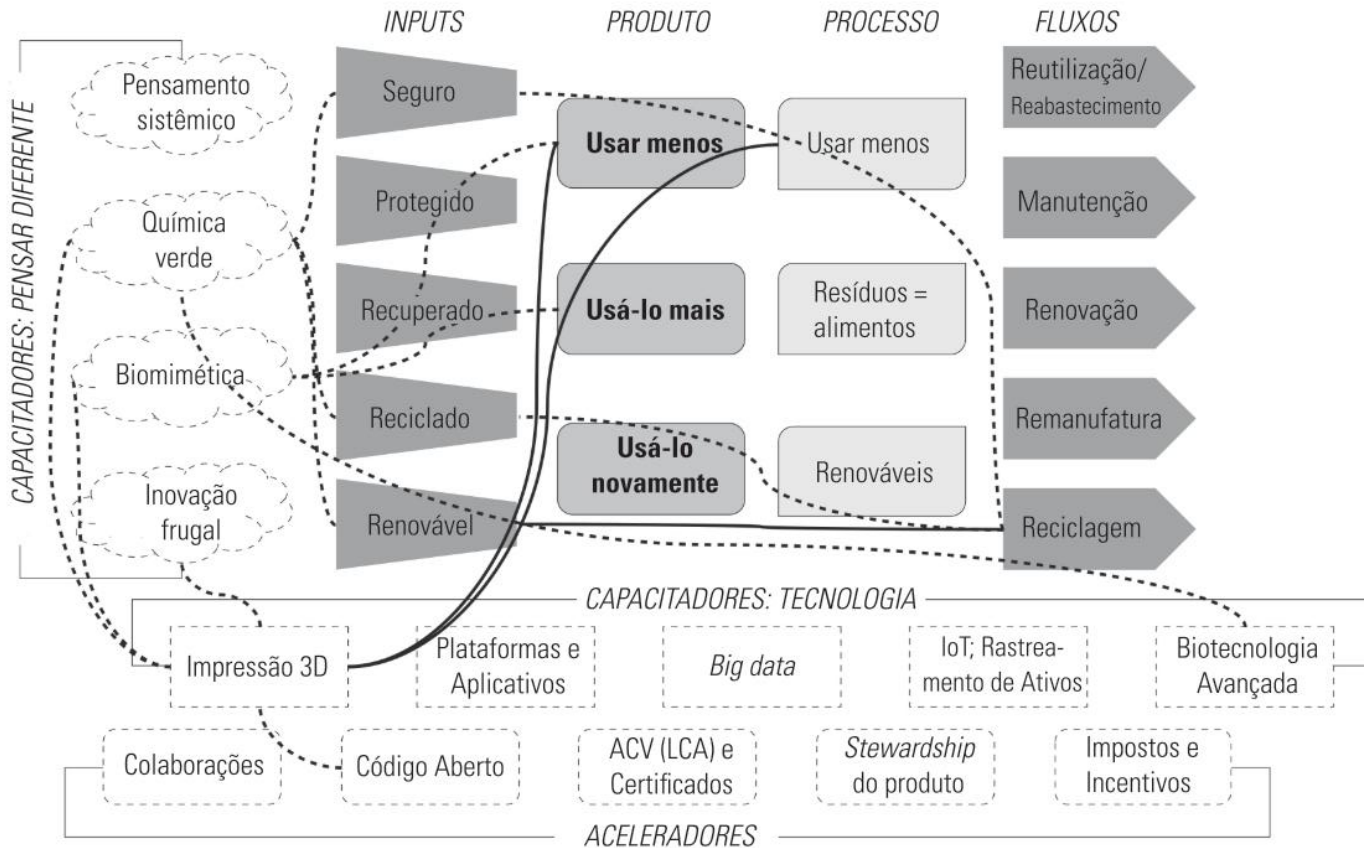 INPUTS
PRODUTO
PROCESSO
FLUXOS
CAPACITADORES: PENSAR DIFERENTE
Pensamento
sistêmico
Química
verde
Biomimética
Inovação
frugal
Seguro
Protegido
Recuperado
Reciclado
Renovável
Usar menos
Usá-lo mais
Usá-lo
novamente
Usar menos
Resíduos =
alimentos
Renováveis
Reutilização/
Reabastecimento
Manutenção
Renovação
Remanufatura
Reciclagem
CAPACITADORES: TECNOLOGIA
Impressão 3D
Plataformas e
Aplicativos
Big data
IoT; Rastrea-
mento de Ativos
Biotecnologia
Avançada
Colaborações
Código Aberto
ACV (LCA) e
Certificados
Stewardship
do produto
Impostos e
Incentivos
ACELERADORES